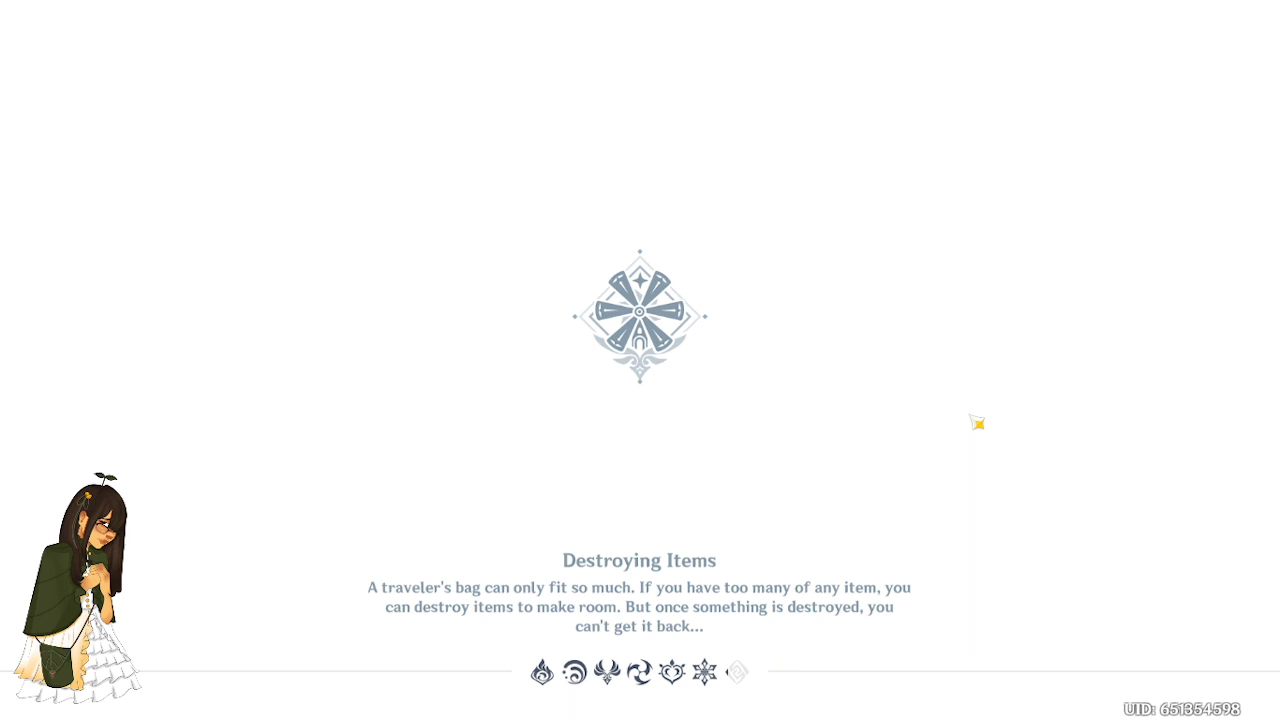 Destroying Items
A traveler's bag can only fit so much. If you have too many of any item, you
can destroy items to make room. But once something is destroyed, you
can't get it back...
UID: 651354598